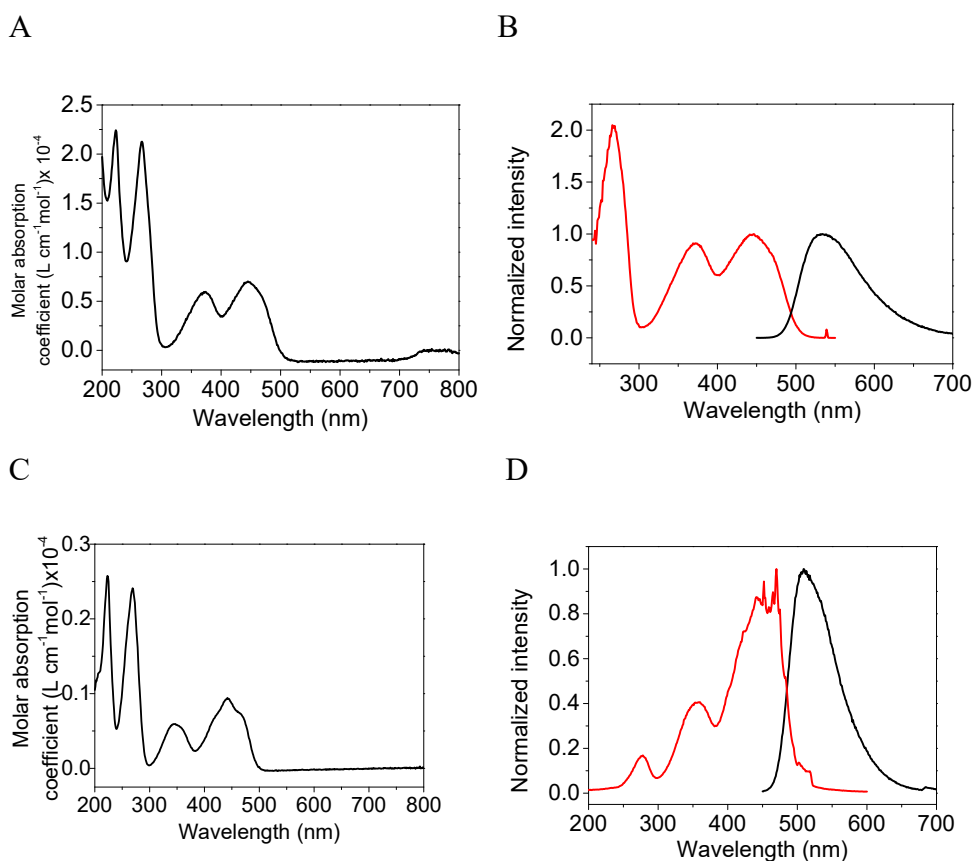 A
B
2.5
2.0
1.5
1.0
0.5
0.0
Molar absorption
coefficient (L cm⁻¹mol⁻¹)x 10⁻⁴
200 300 400 500 600 700 800
Wavelength (nm)
2.0
1.0
0.0
Normalized intensity
300 400 500 600 700
Wavelength (nm)
C
D
0.3
0.2
0.1
0.0
Molar absorption
coefficient (L cm⁻¹mol⁻¹)x10⁻⁴
200 300 400 500 600 700 800
Wavelength (nm)
1.0
0.8
0.6
0.4
0.2
0.0
Normalized intensity
200 300 400 500 600 700
Wavelength (nm)